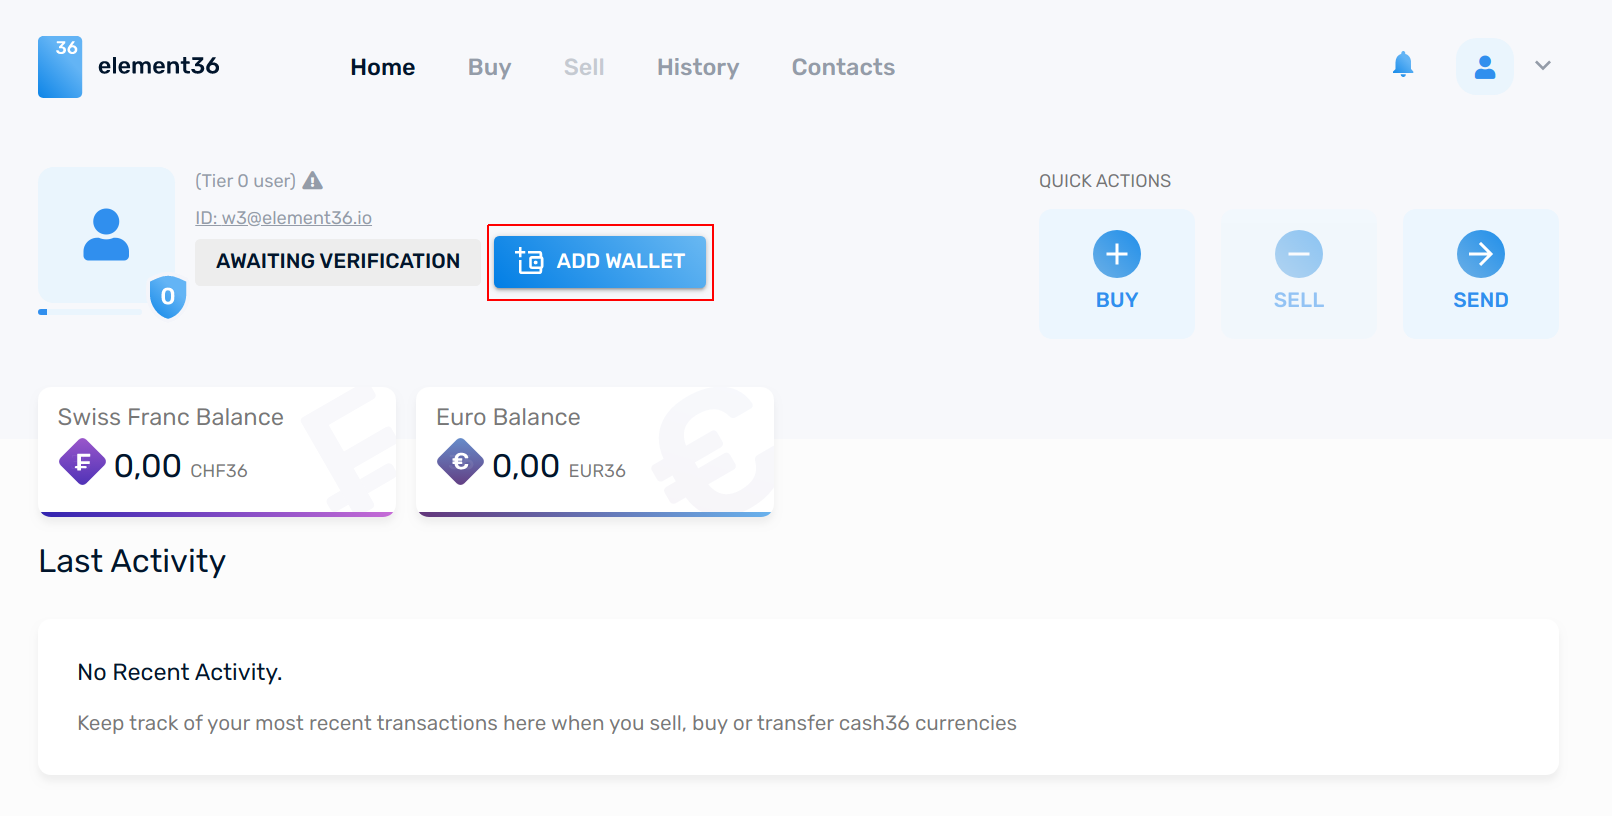 36
element36
Home Buy Sell History Contacts
(Tier 0 user)
ID: w3@element36.io
AWAITING VERIFICATION
ADD WALLET
0
QUICK ACTIONS
BUY
SELL
SEND
Swiss Franc Balance
0,00 CHF36
Euro Balance
€ 0,00 EUR36
Last Activity
No Recent Activity.
Keep track of your most recent transactions here when you sell, buy or transfer cash36 currencies